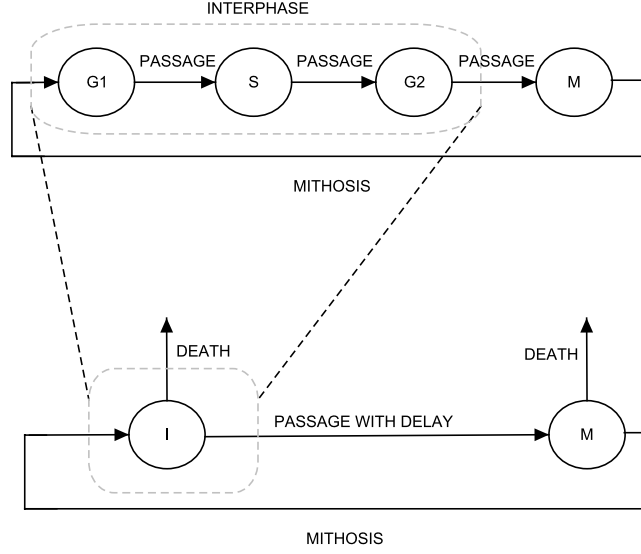 INTERPHASE
PASSAGE
PASSAGE
PASSAGE
G1
S
G2
M
MITHOSIS
DEATH
DEATH
PASSAGE WITH DELAY
I
M
MITHOSIS